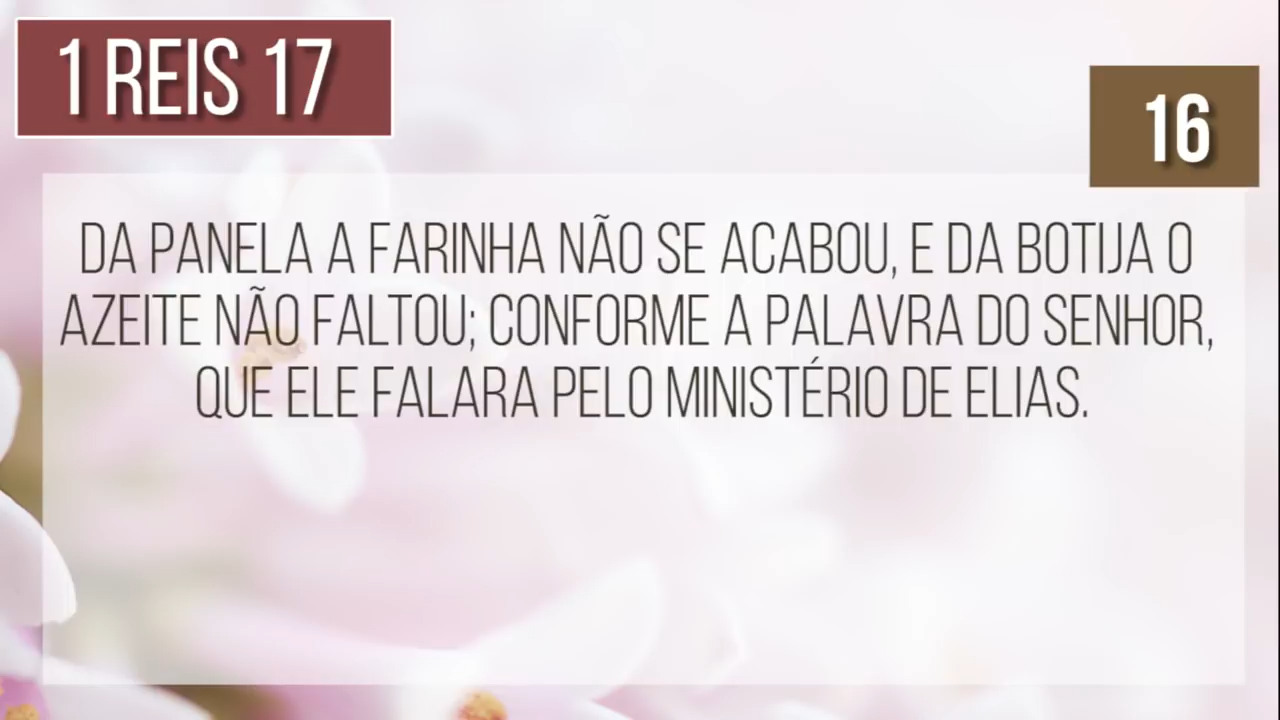 1 REIS 17
16
DA PANELA A FARINHA NÃO SE ACABOU, E DA BOTIJA O
AZEITE NÃO FALTOU; CONFORME A PALAVRA DO SENHOR,
QUE ELE FALARA PELO MINISTÉRIO DE ELIAS.